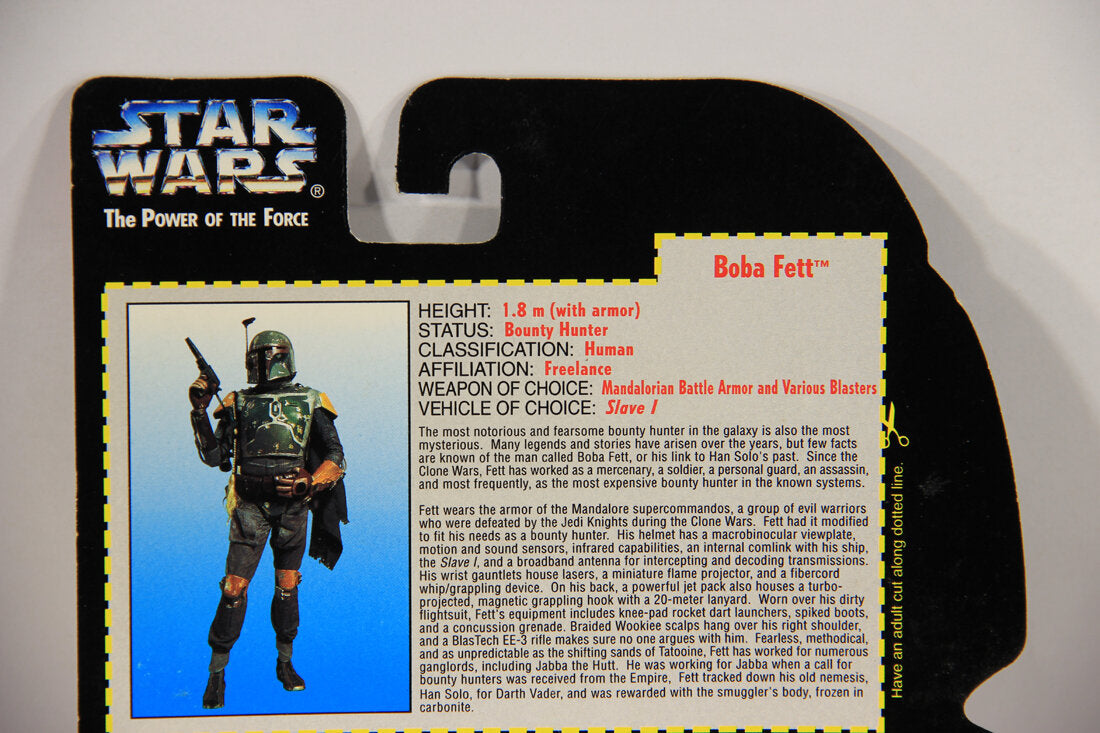 STAR
WARS®
The Power of the Force
Boba Fett™
HEIGHT: 1.8 m (with armor)
STATUS: Bounty Hunter
CLASSIFICATION: Human
AFFILIATION: Freelance
WEAPON OF CHOICE: Mandalorian Battle Armor and Various Blasters
VEHICLE OF CHOICE: Slave I
The most notorious and fearsome bounty hunter in the galaxy is also the most
mysterious. Many legends and stories have arisen over the years, but few facts
are known of the man called Boba Fett, or his link to Han Solo's past. Since the
Clone Wars, Fett has worked as a mercenary, a soldier, a personal guard, an assassin,
and most frequently, as the most expensive bounty hunter in the known systems.
Fett wears the armor of the Mandalore supercommandos, a group of evil warriors
who were defeated by the Jedi Knights during the Clone Wars. Fett had it modified
to fit his needs as a bounty hunter. His helmet has a macrobinocular viewplate,
motion and sound sensors, infrared capabilities, an internal comlink with his ship,
the Slave I, and a broadband antenna for intercepting and decoding transmissions.
His wrist gauntlets house lasers, a miniature flame projector, and a fibercord
whip/grappling device. On his back, a powerful jet pack also houses a turbo-
projected, magnetic grappling hook with a 20-meter lanyard. Worn over his dirty
flightsuit, Fett's equipment includes knee-pad rocket dart launchers, spiked boots,
and a concussion grenade. Braided Wookiee scalps hang over his right shoulder,
and a BlasTech EE-3 rifle makes sure no one argues with him. Fearless, methodical,
and as unpredictable as the shifting sands of Tatooine, Fett has worked for numerous
ganglords, including Jabba the Hutt. He was working for Jabba when a call for
bounty hunters was received from the Empire, Fett tracked down his old nemesis,
Han Solo, for Darth Vader, and was rewarded with the smuggler's body, frozen in
carbonite.
Have an adult cut along dotted line.